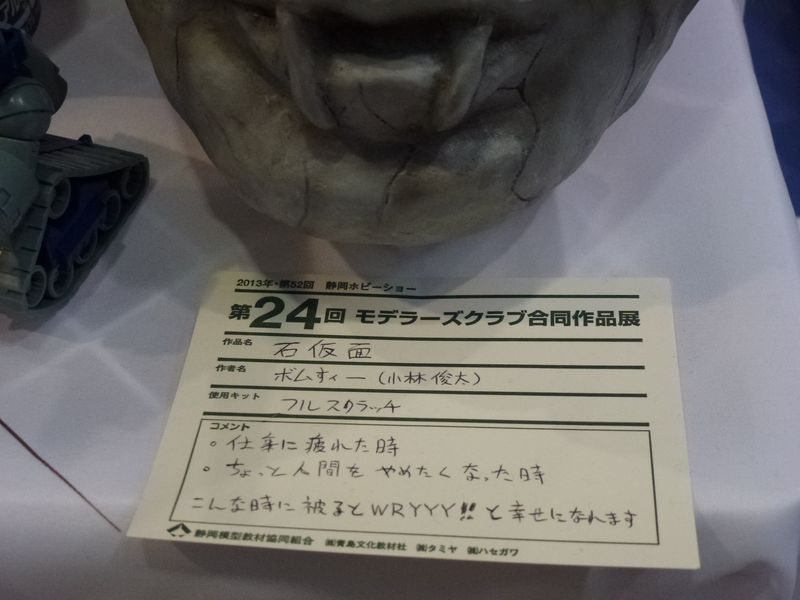 2013年・第52回 静岡ホビーショー
第24回 モデラーズクラブ合同作品展
作品名 石仮面
作者名 ボムすぃー(小林俊太)
使用キット フルスクラッチ
コメント
○ 仕事に疲れた時
○ ちょっと人間をやめたくなった時
こんな時に被るとWRYYY!!と幸せになれます
静岡模型教材協同組合 ㈱青島文化教材社 ㈱タミヤ ㈱ハセガワ